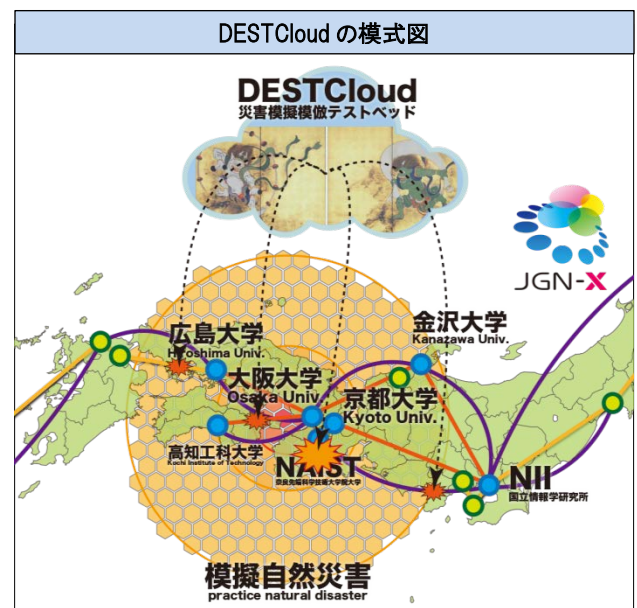 DESTCloud の模式図
DESTCloud
災害模擬模倣テストベッド
JGN-X
広島大学
Hiroshima Univ.
金沢大学
Kanazawa Univ.
大阪大学
Osaka Univ.
京都大学
Kyoto Univ.
高知工科大学
Kochi Institute of Technology
NAIST
奈良先端科学技術大学院大学
NII
国立情報学研究所
模擬自然災害
practice natural disaster